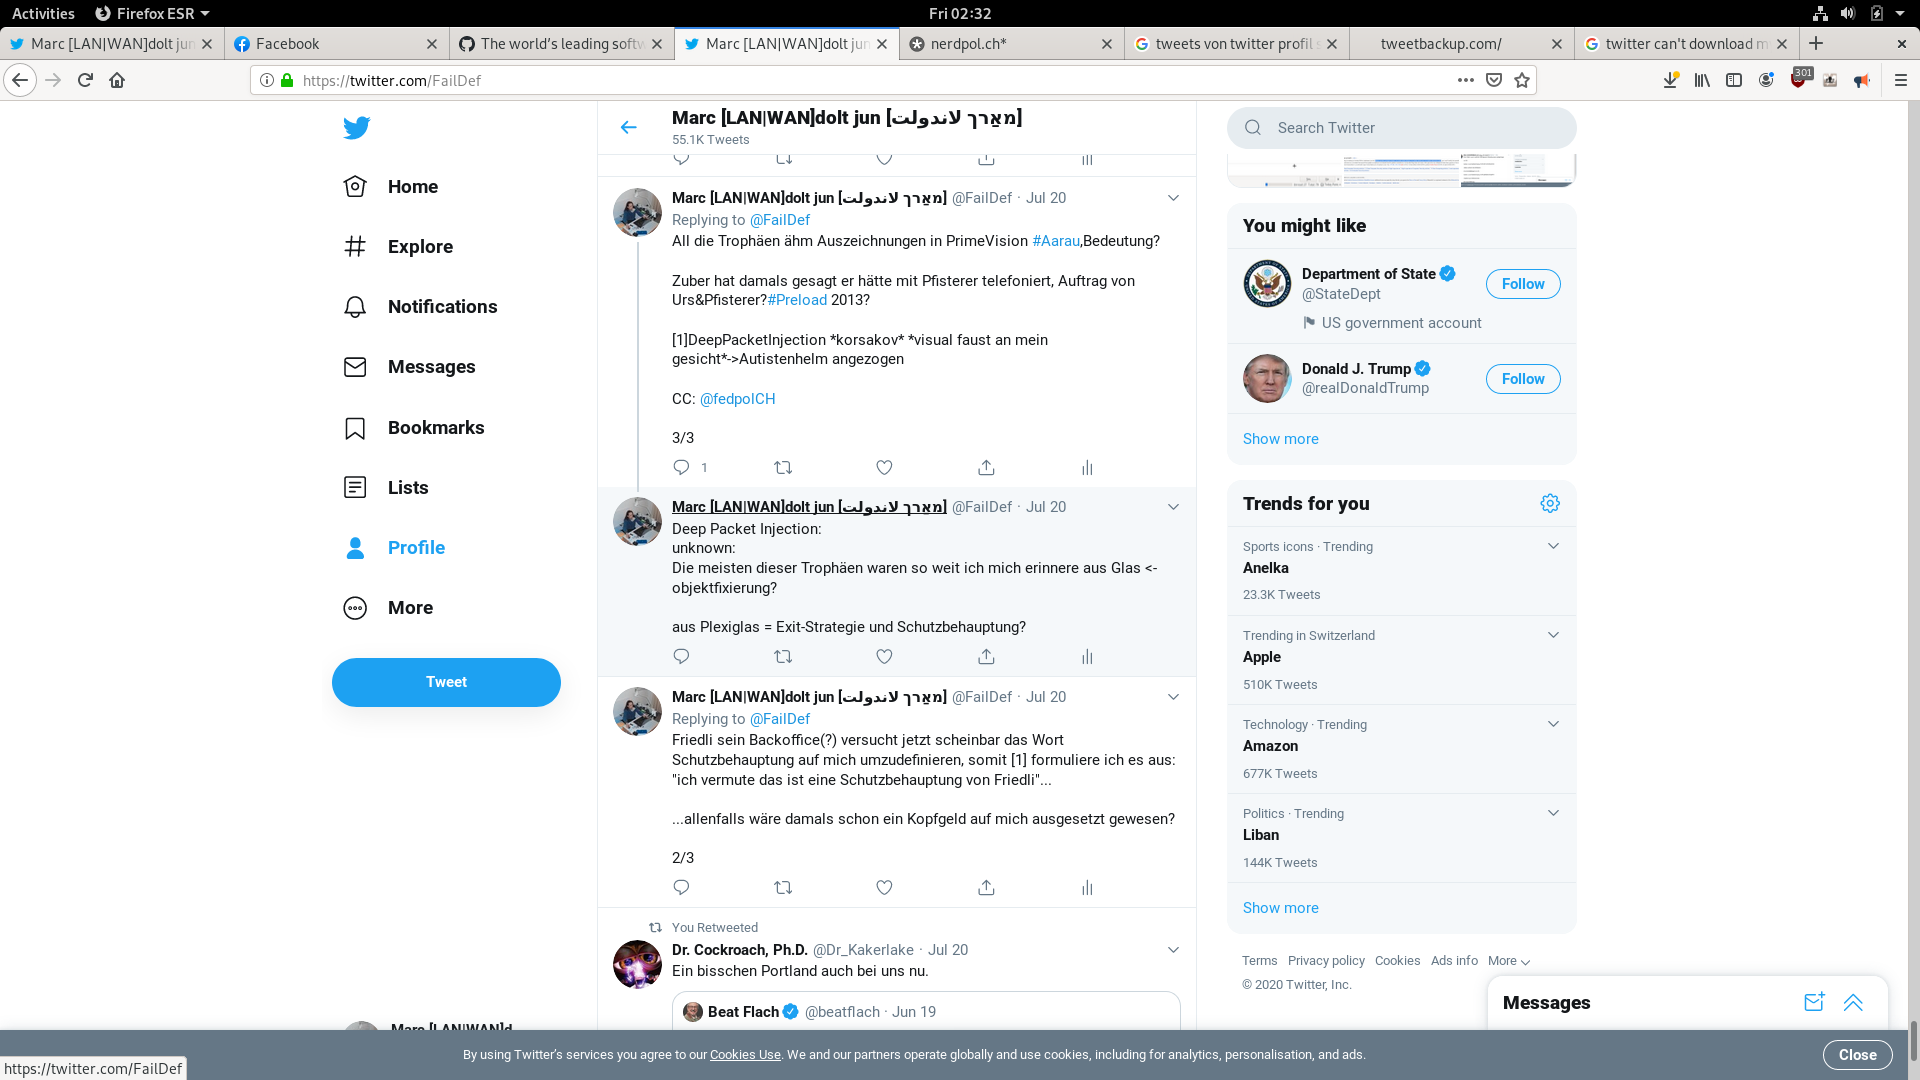 Activities
Firefox ESR
Fri 02:32
Marc [LAN|WAN]dolt jun
Facebook
The world's leading softw
Marc [LAN|WAN]dolt jun
nerdpol.ch*
tweets von twitter profil s
tweetbackup.com/
twitter can't download m
https://twitter.com/FailDef
301
Home
Explore
Notifications
Messages
Bookmarks
Lists
Profile
More
Tweet
Marc [LAN|WAN]d
Marc [LAN|WAN]dolt jun [מאַרך לאנדולת]
55.1K Tweets
Marc [LAN|WAN]dolt jun [מאַרך לאנדולת] @FailDef · Jul 20
Replying to @FailDef
All die Trophäen ähm Auszeichnungen in PrimeVision #Aarau,Bedeutung?
Zuber hat damals gesagt er hätte mit Pfisterer telefoniert, Auftrag von
Urs&Pfisterer?#Preload 2013?
[1]DeepPacketInjection *korsakov* *visual faust an mein
gesicht*->Autistenhelm angezogen
CC: @fedpolCH
3/3
1
Marc [LAN|WAN]dolt jun [מאַרך לאנדולת] @FailDef · Jul 20
Deep Packet Injection:
unknown:
Die meisten dieser Trophäen waren so weit ich mich erinnere aus Glas <-
objektfixierung?
aus Plexiglas = Exit-Strategie und Schutzbehauptung?
Marc [LAN|WAN]dolt jun [מאַרך לאנדולת] @FailDef · Jul 20
Replying to @FailDef
Friedli sein Backoffice(?) versucht jetzt scheinbar das Wort
Schutzbehauptung auf mich umzudefinieren, somit [1] formuliere ich es aus:
"ich vermute das ist eine Schutzbehauptung von Friedli"...
...allenfalls wäre damals schon ein Kopfgeld auf mich ausgesetzt gewesen?
2/3
You Retweeted
Dr. Cockroach, Ph.D. @Dr_Kakerlake · Jul 20
Ein bisschen Portland auch bei uns nu.
Beat Flach @beatflach · Jun 19
Search Twitter
You might like
Department of State
@StateDept
US government account
Follow
Donald J. Trump
@realDonaldTrump
Follow
Show more
Trends for you
Sports icons · Trending
Anelka
23.3K Tweets
Trending in Switzerland
Apple
510K Tweets
Technology · Trending
Amazon
677K Tweets
Politics · Trending
Liban
144K Tweets
Show more
Terms Privacy policy Cookies Ads info More
© 2020 Twitter, Inc.
Messages
By using Twitter's services you agree to our Cookies Use. We and our partners operate globally and use cookies, including for analytics, personalisation, and ads.
Close
https://twitter.com/FailDef